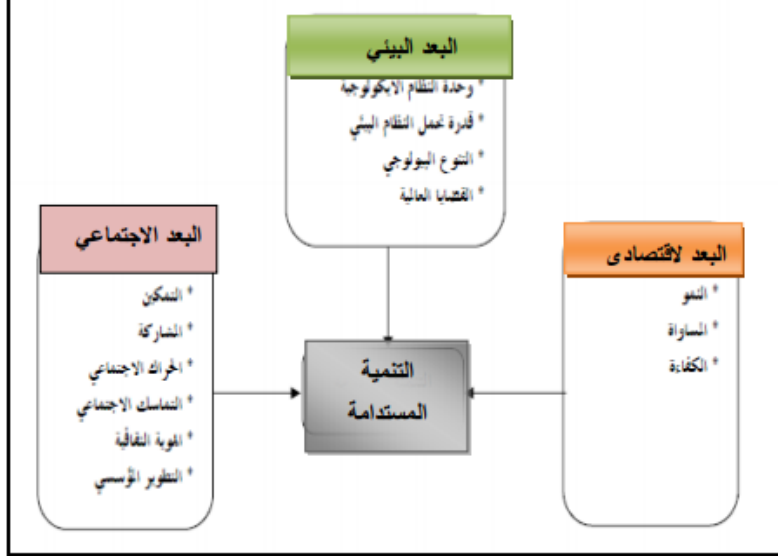 البعد البيئي
* وحدة النظام الايكولوجية
* قدرة تحمل النظام البيئي
* التنوع البيولوجي
* القضايا العالية
البعد لاقتصادى
* النمو
* المساواة
* الكفاءة
البعد الاجتماعي
* التمكين
* المشاركة
* الحراك الاجتماعي
* التماسك الاجتماعي
* الهوية الثقافية
* التطوير المؤسسي
التنمية
المستدامة